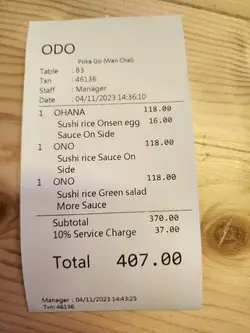 ODO
Poke Go (Wan Chai)
Table : 83
Txn : 46136
Staff : Manager
Date : 04/11/2023 14:36:10
1 OHANA 118.00
Sushi rice Onsen egg 16.00
Sauce On Side
1 ONO 118.00
Sushi rice Sauce On
Side
1 ONO 118.00
Sushi rice Green salad
More Sauce
Subtotal 370.00
10% Service Charge 37.00
Total 407.00
Manager : 04/11/2023 14:43:25
Txn: 46136